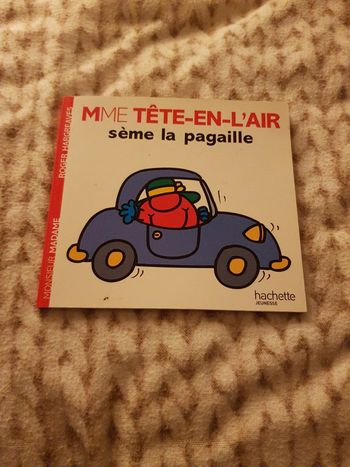 MME TÊTE-EN-L'AIR
sème la pagaille
MONSIEUR MADAME
ROGER HARGREAVES
hachette
JEUNESSE